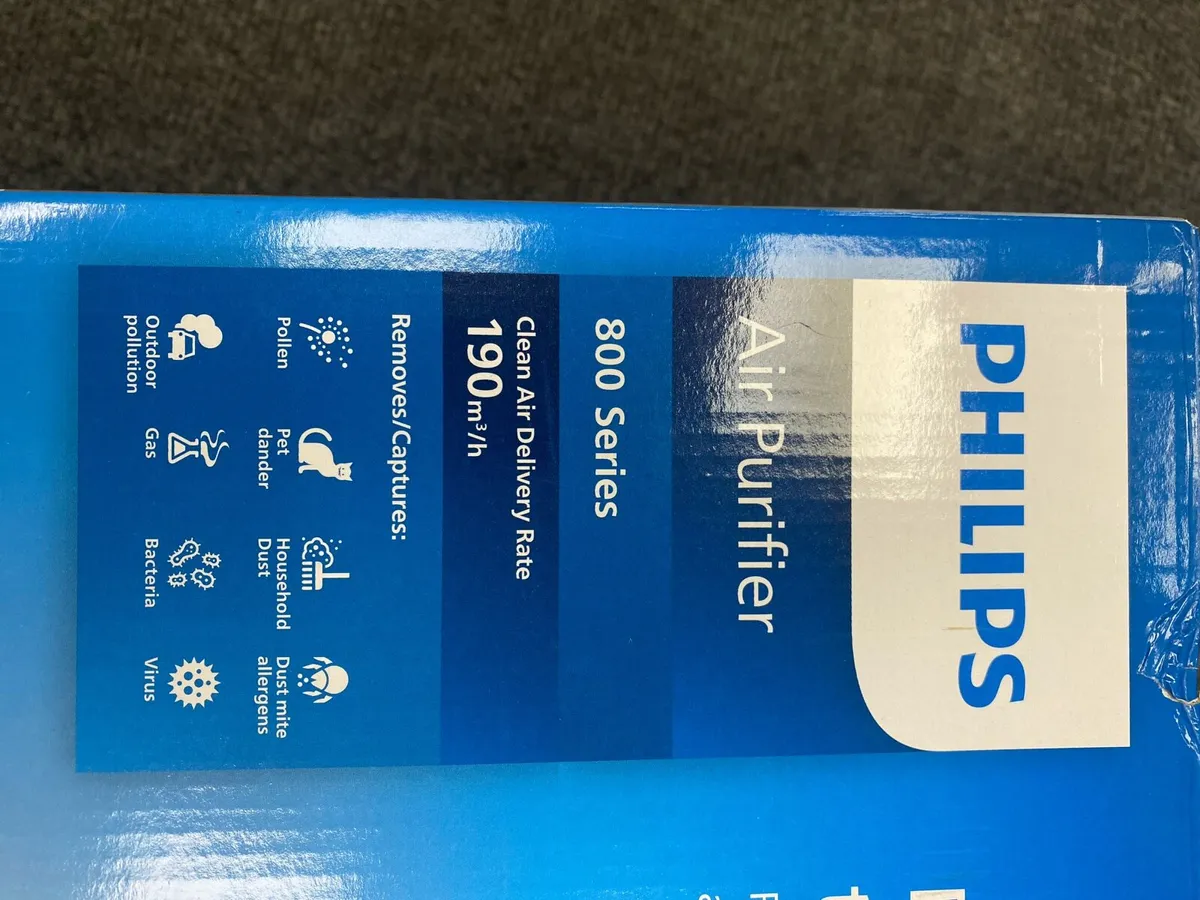 PHILIPS
Air Purifier
800 Series
Clean Air Delivery Rate
190m³/h
Removes/Captures:
Pollen
Pet
dander
Household
Dust
Dust mite
allergens
Outdoor
pollution
Gas
Bacteria
Virus